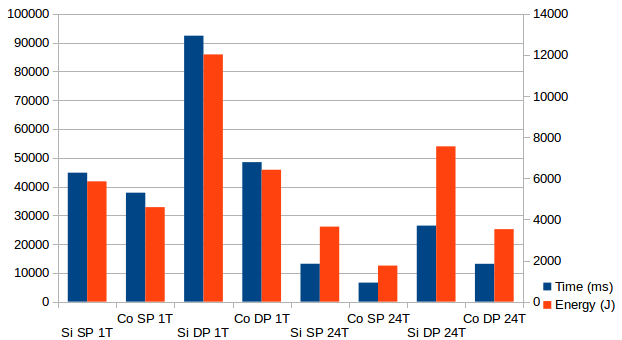 100000
90000
80000
70000
60000
50000
40000
30000
20000
10000
0
14000
12000
10000
8000
6000
4000
2000
0
Si SP 1T
Co SP 1T
Si DP 1T
Co DP 1T
Si SP 24T
Co SP 24T
Si DP 24T
Co DP 24T
Time (ms)
Energy (J)